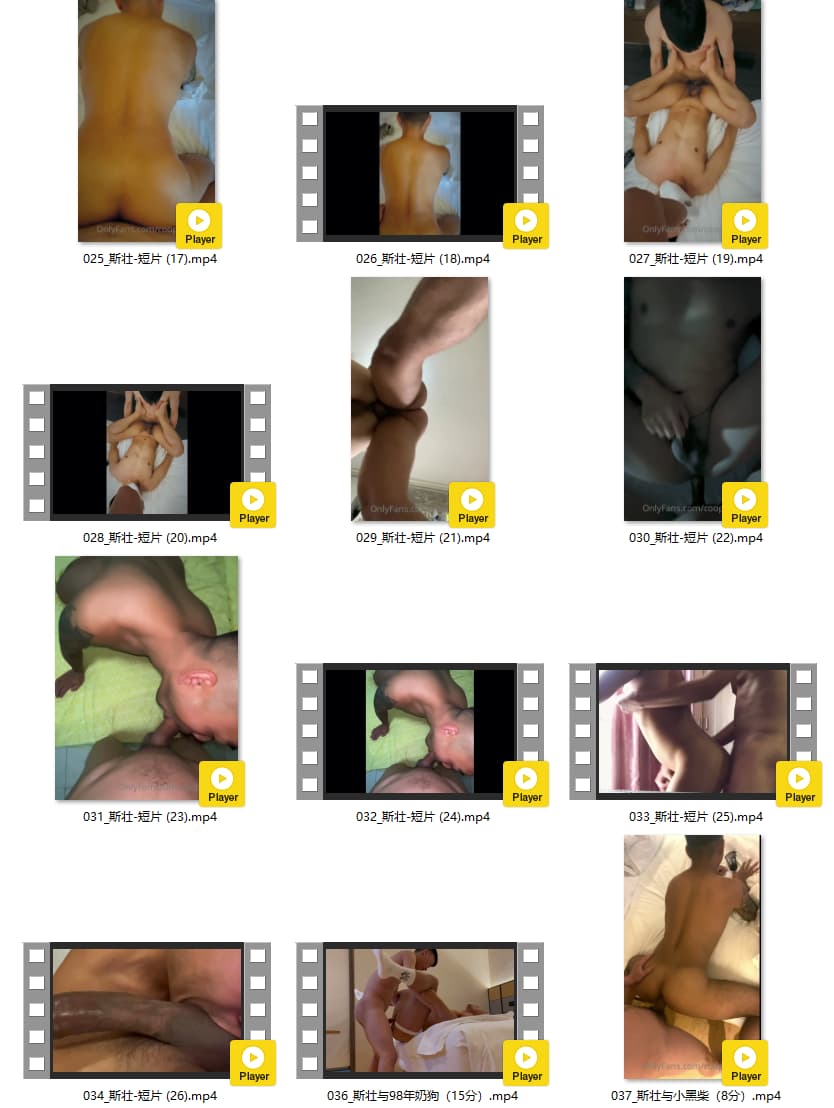 OnlyFans.com/coop
Player
025_斯壮-短片 (17).mp4
Player
026_斯壮-短片 (18).mp4
OnlyFans.com/coop
Player
027_斯壮-短片 (19).mp4
Player
028_斯壮-短片 (20).mp4
OnlyFans.c
Player
029_斯壮-短片 (21).mp4
OnlyFans.com/coop
Player
030_斯壮-短片 (22).mp4
Player
031_斯壮-短片 (23).mp4
Player
032_斯壮-短片 (24).mp4
Player
033_斯壮-短片 (25).mp4
Player
034_斯壮-短片 (26).mp4
Player
036_斯壮与98年奶狗（15分）.mp4
Player
037_斯壮与小黑柴（8分）.mp4